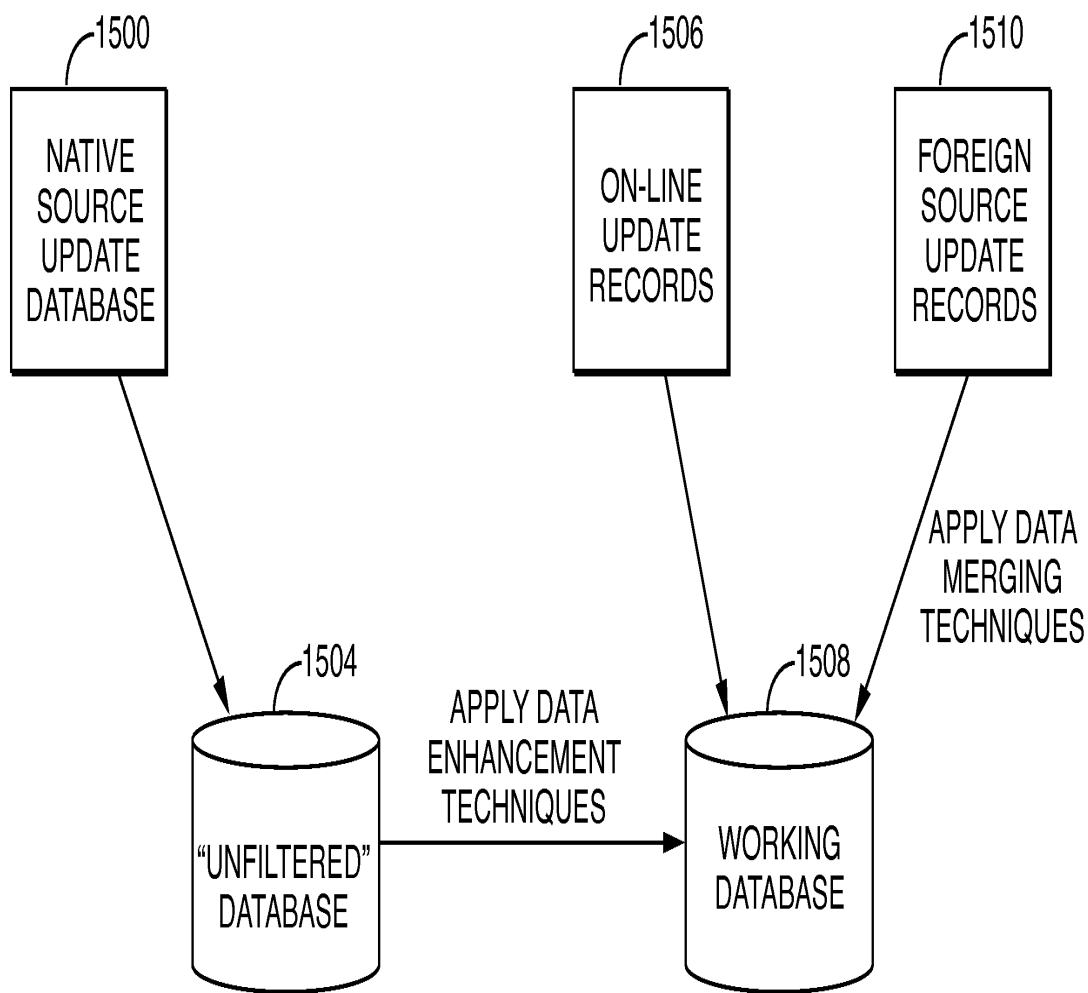 1500
NATIVE
SOURCE
UPDATE
DATABASE
1506
ON-LINE
UPDATE
RECORDS
1510
FOREIGN
SOURCE
UPDATE
RECORDS
APPLY DATA
MERGING
TECHNIQUES
1504
“UNFILTERED”
DATABASE
APPLY DATA
ENHANCEMENT
TECHNIQUES
1508
WORKING
DATABASE